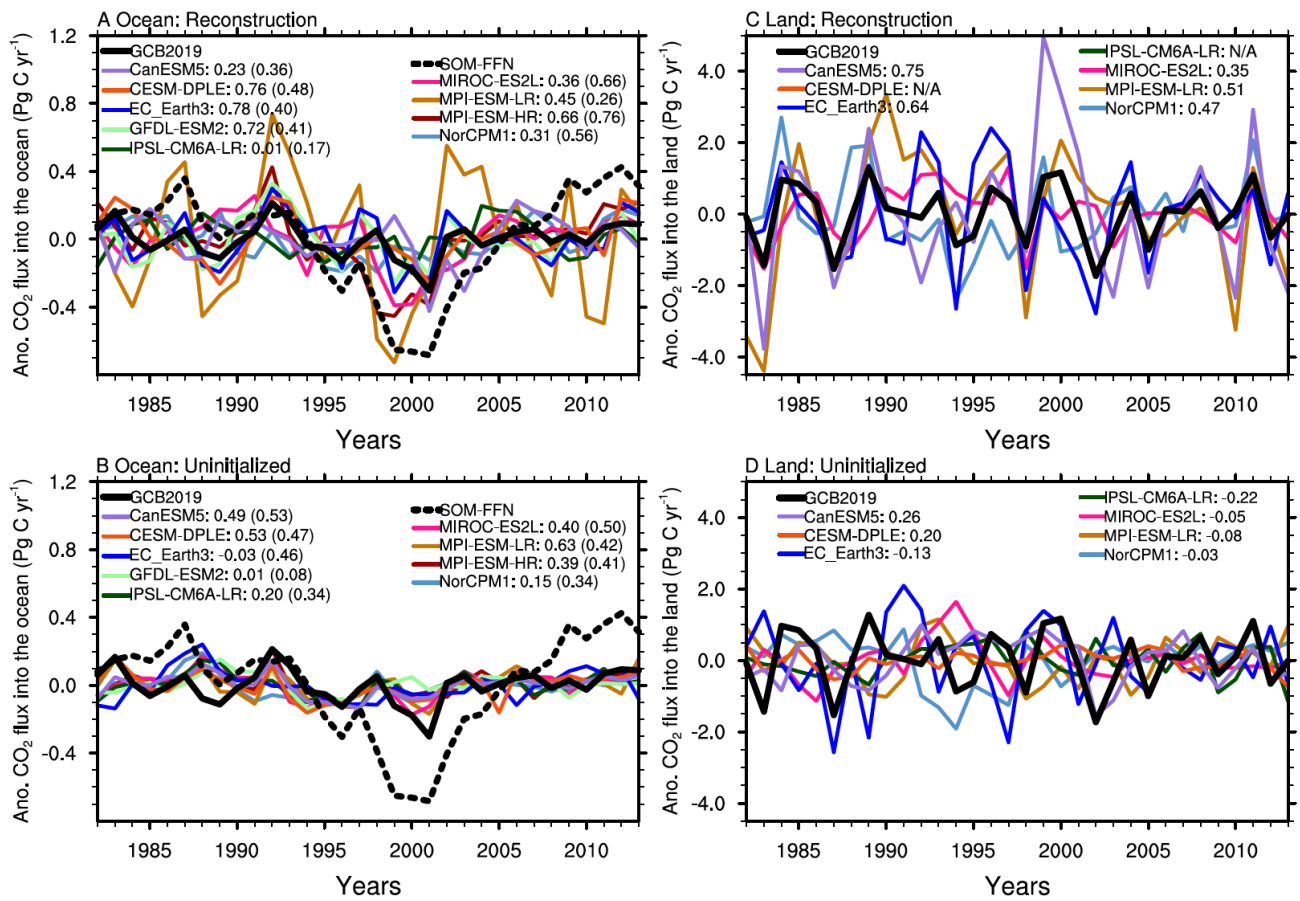 A Ocean: Reconstruction
1.2
0.8
0.4
0.0
-0.4
Ano. CO2 flux into the ocean (Pg C yr-1)
GCB2019
CanESM5: 0.23 (0.36)
CESM-DPLE: 0.76 (0.48)
EC_Earth3: 0.78 (0.40)
GFDL-ESM2: 0.72 (0.41)
IPSL-CM6A-LR: 0.01 (0.17)
SOM-FFN
MIROC-ES2L: 0.36 (0.66)
MPI-ESM-LR: 0.45 (0.26)
MPI-ESM-HR: 0.66 (0.76)
NorCPM1: 0.31 (0.56)
1985 1990 1995 2000 2005 2010
Years
C Land: Reconstruction
4.0
2.0
0.0
-2.0
-4.0
Ano. CO2 flux into the land (Pg C yr-1)
GCB2019
CanESM5: 0.75
CESM-DPLE: N/A
EC_Earth3: 0.64
IPSL-CM6A-LR: N/A
MIROC-ES2L: 0.35
MPI-ESM-LR: 0.51
NorCPM1: 0.47
1985 1990 1995 2000 2005 2010
Years
B Ocean: Uninitialized
1.2
0.8
0.4
0.0
-0.4
Ano. CO2 flux into the ocean (Pg C yr-1)
GCB2019
CanESM5: 0.49 (0.53)
CESM-DPLE: 0.53 (0.47)
EC_Earth3: -0.03 (0.46)
GFDL-ESM2: 0.01 (0.08)
IPSL-CM6A-LR: 0.20 (0.34)
SOM-FFN
MIROC-ES2L: 0.40 (0.50)
MPI-ESM-LR: 0.63 (0.42)
MPI-ESM-HR: 0.39 (0.41)
NorCPM1: 0.15 (0.34)
1985 1990 1995 2000 2005 2010
Years
D Land: Uninitialized
4.0
2.0
0.0
-2.0
-4.0
Ano. CO2 flux into the land (Pg C yr-1)
GCB2019
CanESM5: 0.26
CESM-DPLE: 0.20
EC_Earth3: -0.13
IPSL-CM6A-LR: -0.22
MIROC-ES2L: -0.05
MPI-ESM-LR: -0.08
NorCPM1: -0.03
1985 1990 1995 2000 2005 2010
Years